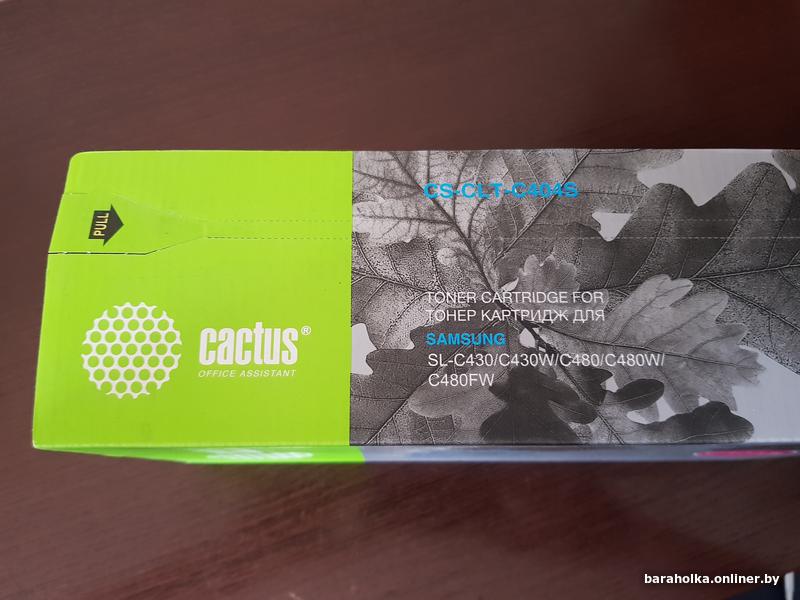 CS-CLT-C404S
PULL
TONER CARTRIDGE FOR
ТОНЕР КАРТРИДЖ ДЛЯ
SAMSUNG
SL-C430/C430W/C480/C480W/
C480FW
cactus®
OFFICE ASSISTANT
baraholka.onliner.by